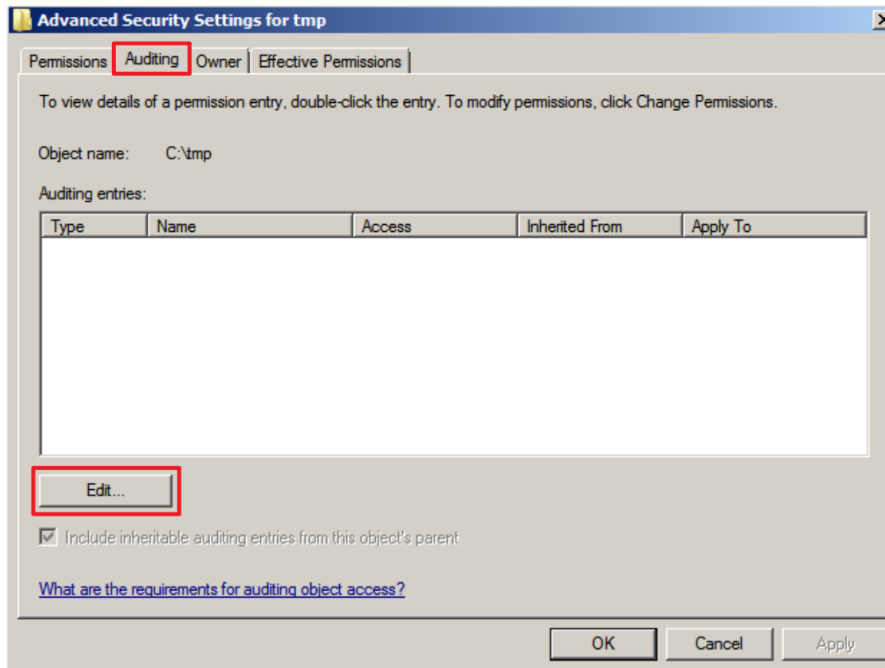 Advanced Security Settings for tmp
Permissions Auditing Owner Effective Permissions
To view details of a permission entry, double-click the entry. To modify permissions, click Change Permissions.
Object name: C:\tmp
Auditing entries:
Type Name Access Inherited From Apply To
Edit...
Include inheritable auditing entries from this object's parent
What are the requirements for auditing object access?
OK Cancel Apply